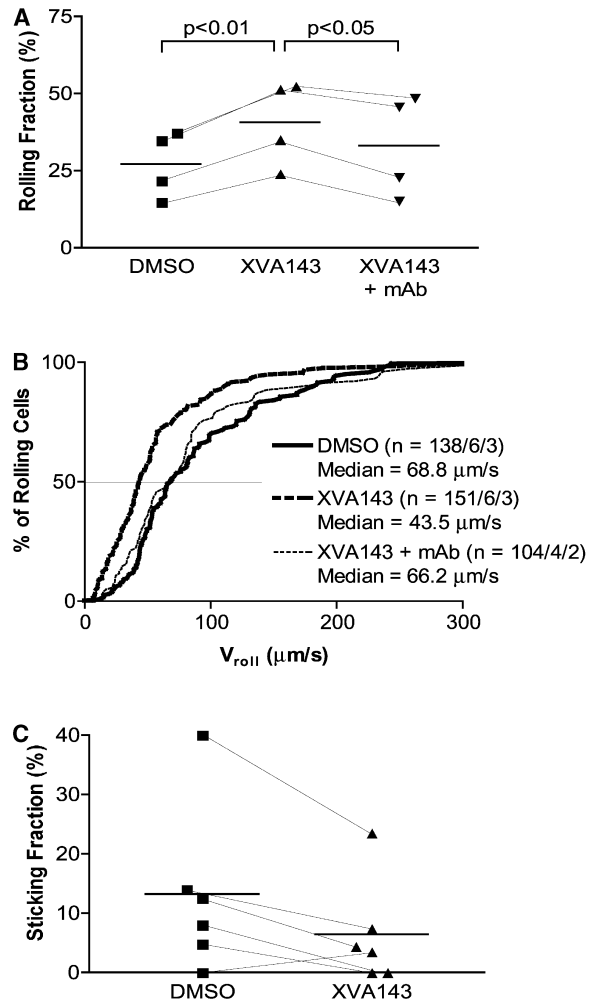 A
Rolling Fraction (%)
75
50
25
0
p<0.01
p<0.05
DMSO
XVA143
XVA143
+ mAb
B
% of Rolling Cells
100
50
0
DMSO (n = 138/6/3)
Median = 68.8 μm/s
XVA143 (n = 151/6/3)
Median = 43.5 μm/s
XVA143 + mAb (n = 104/4/2)
Median = 66.2 μm/s
0
100
200
300
Vroll (μm/s)
C
Sticking Fraction (%)
40
30
20
10
0
DMSO
XVA143